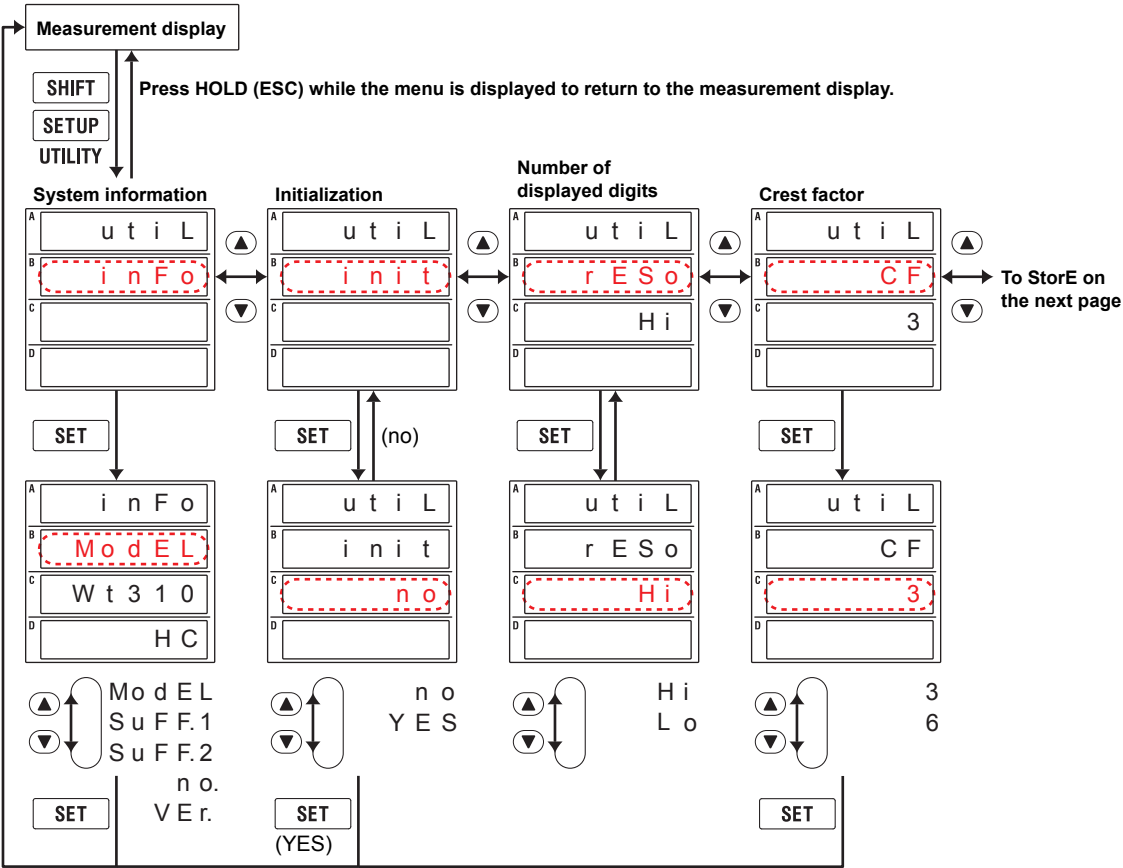 Measurement display
SHIFT
Press HOLD (ESC) while the menu is displayed to return to the measurement display.
SETUP
UTILITY
System information
Initialization
Number of
displayed digits
Crest factor
A utiL
B inFo
C
D
A utiL
B init
C
D
A utiL
B rESo
C Hi
D
A utiL
B CF
C 3
D
To StorE on
the next page
SET
SET
(no)
SET
SET
A inFo
B ModEL
C Wt310
D HC
A utiL
B init
C no
D
A utiL
B rESo
C Hi
D
A utiL
B CF
C 3
D
ModEL
SuFF.1
SuFF.2
no.
VEr.
no
YES
Hi
Lo
3
6
SET
SET
(YES)
SET